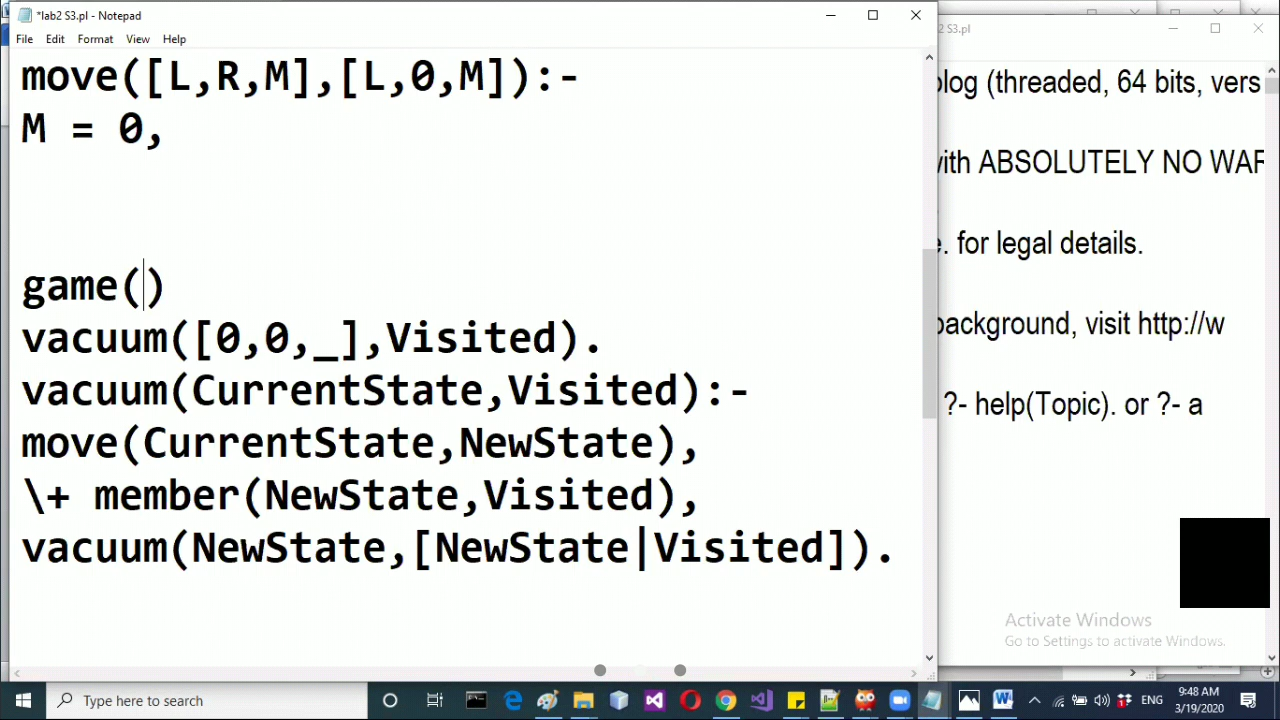 *lab2 S3.pl - Notepad
File Edit Format View Help
move([L,R,M],[L,0,M]):-
M = 0,
game()
vacuum([0,0,_],Visited).
vacuum(CurrentState,Visited):-
move(CurrentState,NewState),
\+ member(NewState,Visited),
vacuum(NewState,[NewState|Visited]).
2 S3.pl
log (threaded, 64 bits, vers
with ABSOLUTELY NO WAR
e. for legal details.
background, visit http://w
?- help(Topic). or ?- a
Activate Windows
Go to Settings to activate Windows.
Type here to search
ENG
9:48 AM
3/19/2020